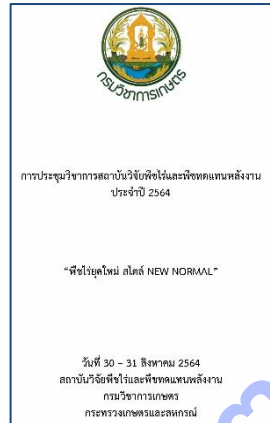 กรมวิชาการเกษตร
การประชุมวิชาการสถาบันวิจัยพืชไร่และพืชทดแทนพลังงาน
ประจำปี 2564
“พืชไร่ยุคใหม่ สไตล์ NEW NORMAL”
วันที่ 30 – 31 สิงหาคม 2564
สถาบันวิจัยพืชไร่และพืชทดแทนพลังงาน
กรมวิชาการเกษตร
กระทรวงเกษตรและสหกรณ์